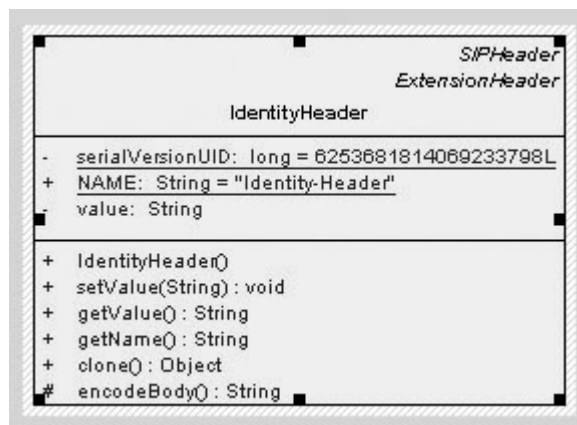 SIPHeader
ExtensionHeader
IdentityHeader
- serialVersionUID: long = 6253681814069233798L
+ NAME: String = "Identity-Header"
- value: String
+ IdentityHeader()
+ setValue(String) : void
+ getValue() : String
+ getName() : String
+ clone() : Object
# encodeBody() : String